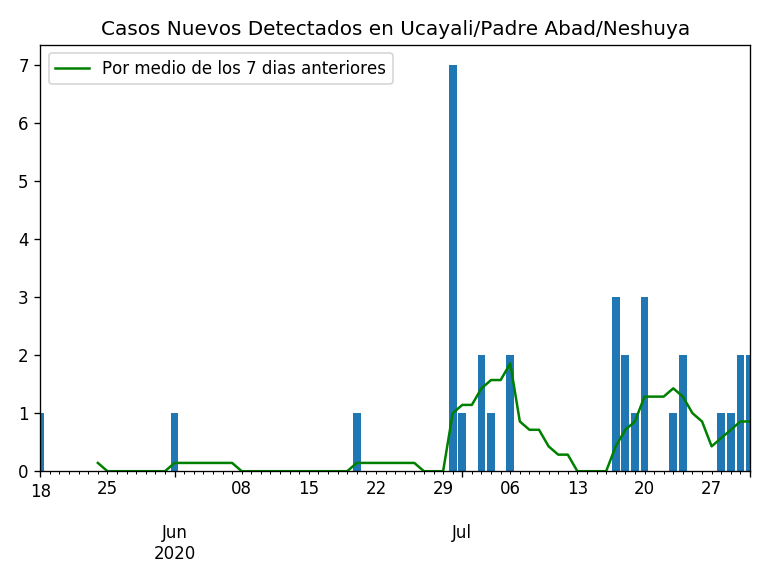 Casos Nuevos Detectados en Ucayali/Padre Abad/Neshuya
Por medio de los 7 dias anteriores
7
6
5
4
3
2
1
0
18 25 08 15 22 29 06 13 20 27
Jun Jul
2020